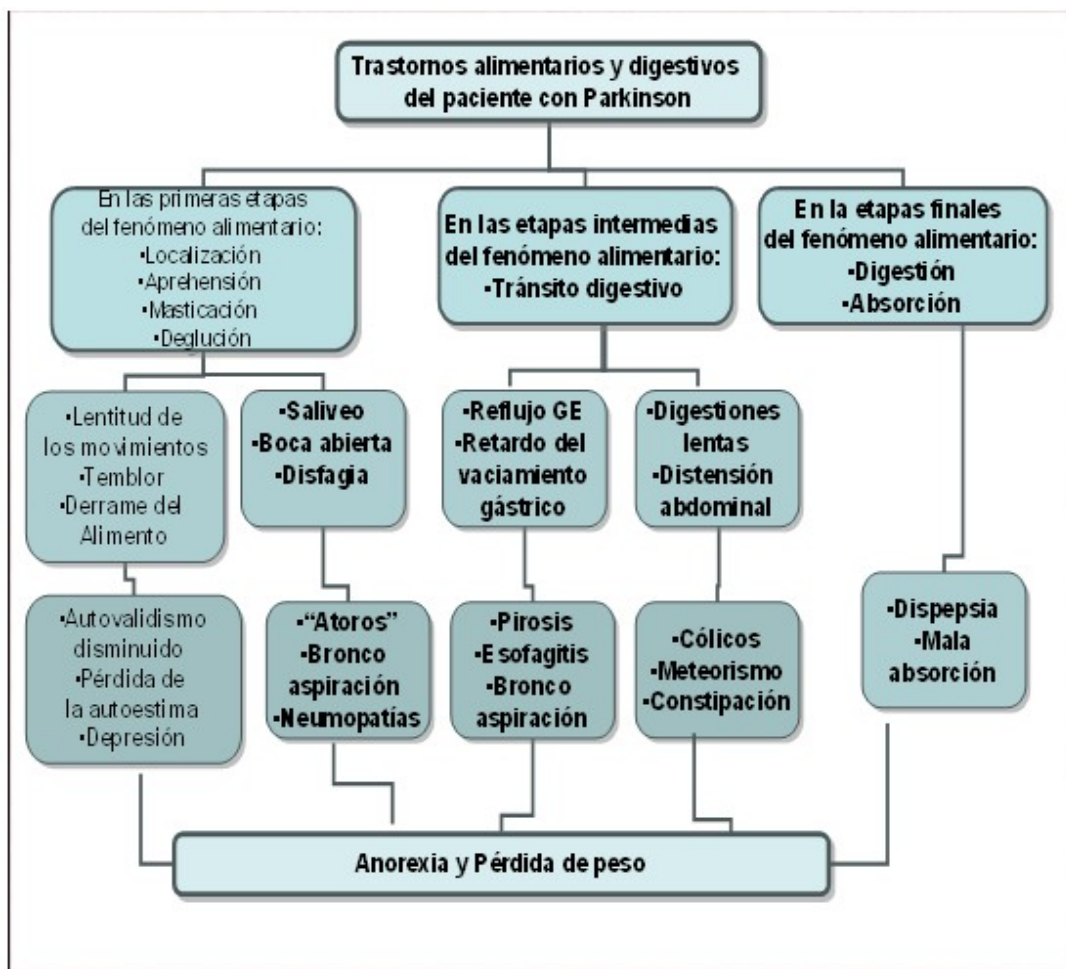 Trastornos alimentarios y digestivos
del paciente con Parkinson
En las primeras etapas
del fenómeno alimentario:
▪Localización
▪Aprehensión
▪Masticación
▪Deglución
En las etapas intermedias
del fenómeno alimentario:
▪Tránsito digestivo
En la etapas finales
del fenómeno alimentario:
▪Digestión
▪Absorción
▪Lentitud de
los movimientos
▪Temblor
▪Derrame del
Alimento
▪Saliveo
▪Boca abierta
▪Disfagia
▪Reflujo GE
▪Retardo del
vaciamiento
gástrico
▪Digestiones
lentas
▪Distensión
abdominal
▪Autovalidismo
disminuido
▪Pérdida de
la autoestima
▪Depresión
▪“Atoros”
▪Bronco
aspiración
▪Neumopatías
▪Pirosis
▪Esofagitis
▪Bronco
aspiración
▪Cólicos
▪Meteorismo
▪Constipación
▪Dispepsia
▪Mala
absorción
Anorexia y Pérdida de peso